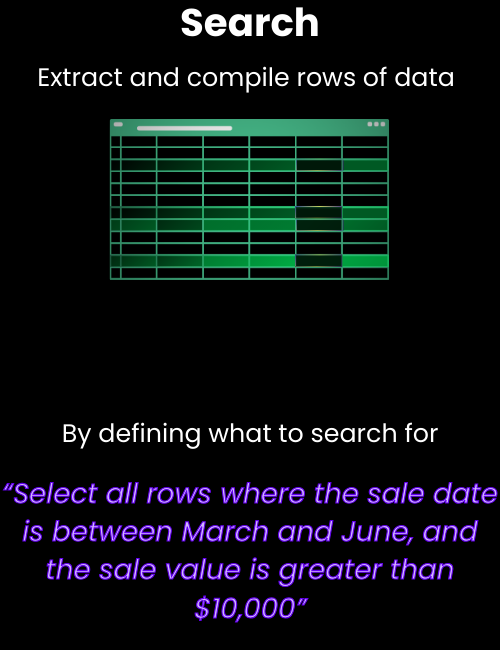 Search
Extract and compile rows of data
By defining what to search for
“Select all rows where the sale date
is between March and June, and
the sale value is greater than
$10,000”